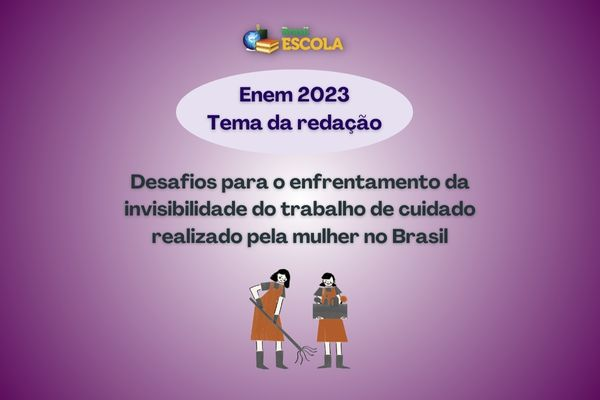 Brasil
ESCOLA
Enem 2023
Tema da redação
Desafios para o enfrentamento da
invisibilidade do trabalho de cuidado
realizado pela mulher no Brasil